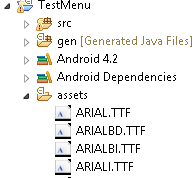 TestMenu
src
gen [Generated Java Files]
Android 4.2
Android Dependencies
assets
ARIAL.TTF
ARIALBD.TTF
ARIALBI.TTF
ARIALI.TTF